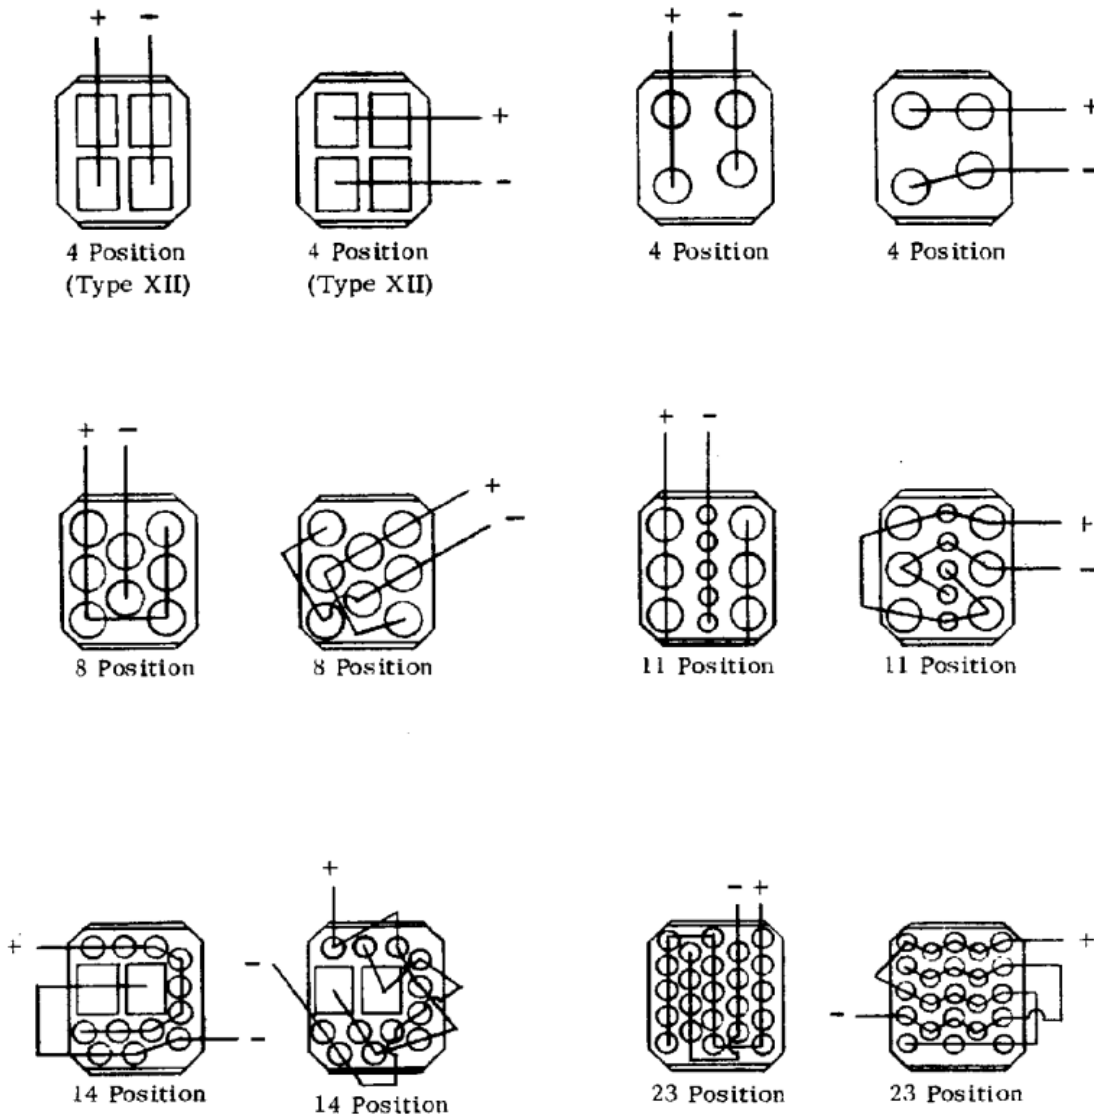 + -
+ -
4 Position
(Type XII)
+
-
4 Position
(Type XII)
4 Position
+
-
4 Position
+ -
+
-
8 Position
8 Position
+ -
+
-
11 Position
11 Position
+
-
14 Position
+
-
14 Position
- +
23 Position
+
-
23 Position